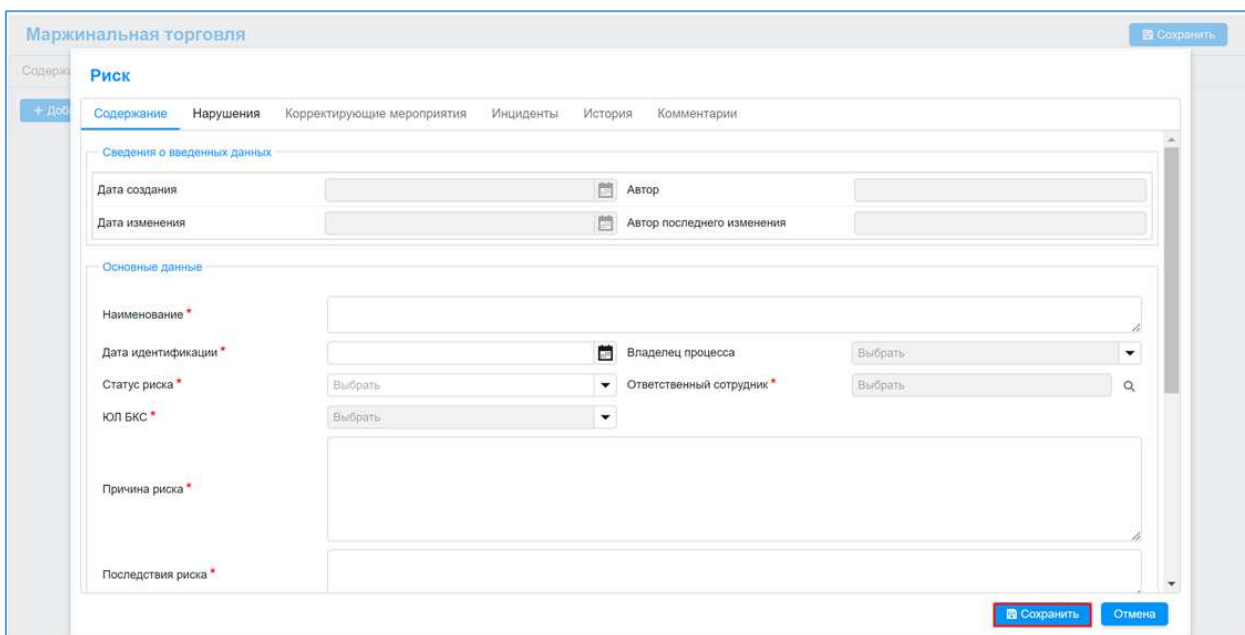 Маржинальная торговля
Сохранить
Содерж
Риск
+ Доб
Содержание Нарушения Корректирующие мероприятия Инциденты История Комментарии
Сведения о введенных данных
Дата создания Автор
Дата изменения Автор последнего изменения
Основные данные
Наименование *
Дата идентификации * Владелец процесса Выбрать
Статус риска * Выбрать Ответственный сотрудник * Выбрать
ЮЛ БКС * Выбрать
Причина риска *
Последствия риска *
Сохранить Отмена